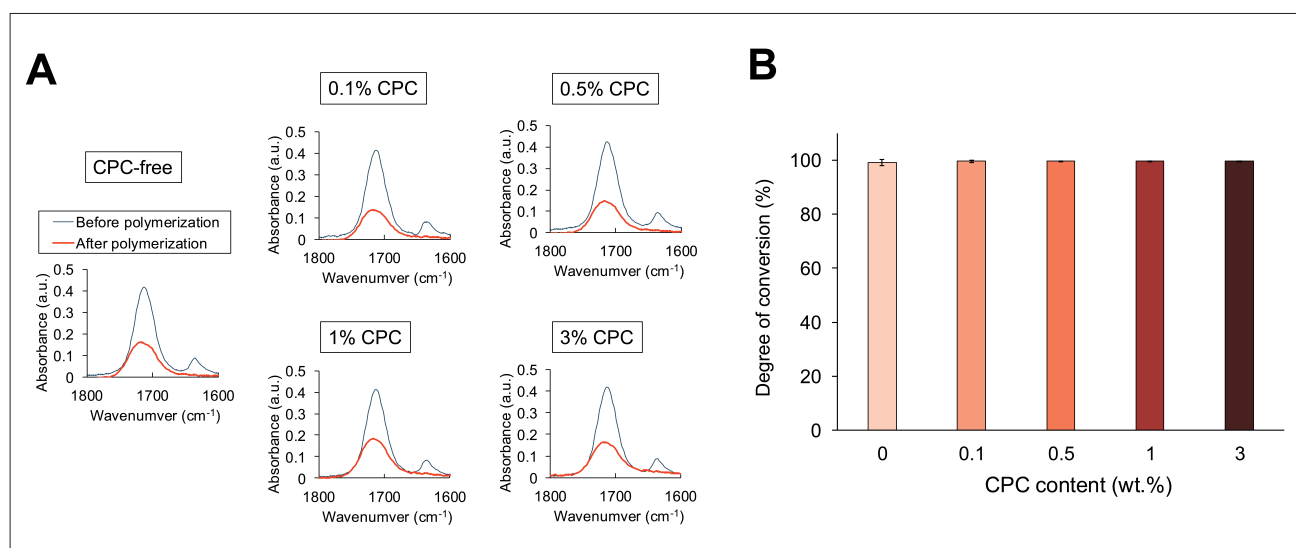 A
CPC-free
Before polymerization
After polymerization
0.5
0.4
0.3
0.2
0.1
0
Absorbance (a.u.)
1800 1700 1600
Wavenumver (cm-1)
0.1% CPC
0.5
0.4
0.3
0.2
0.1
0
Absorbance (a.u.)
1800 1700 1600
Wavenumver (cm-1)
0.5% CPC
0.5
0.4
0.3
0.2
0.1
0
Absorbance (a.u.)
1800 1700 1600
Wavenumver (cm-1)
1% CPC
0.5
0.4
0.3
0.2
0.1
0
Absorbance (a.u.)
1800 1700 1600
Wavenumver (cm-1)
3% CPC
0.5
0.4
0.3
0.2
0.1
0
Absorbance (a.u.)
1800 1700 1600
Wavenumver (cm-1)
B
Degree of conversion (%)
100
80
60
40
20
0
0 0.1 0.5 1 3
CPC content (wt.%)